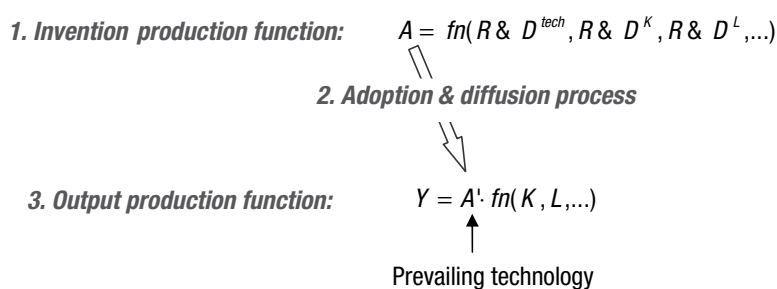 1. Invention production function: A = fn(R & D^tech, R & D^K, R & D^L,...)
2. Adoption & diffusion process
3. Output production function: Y = A'· fn(K, L,...)
Prevailing technology